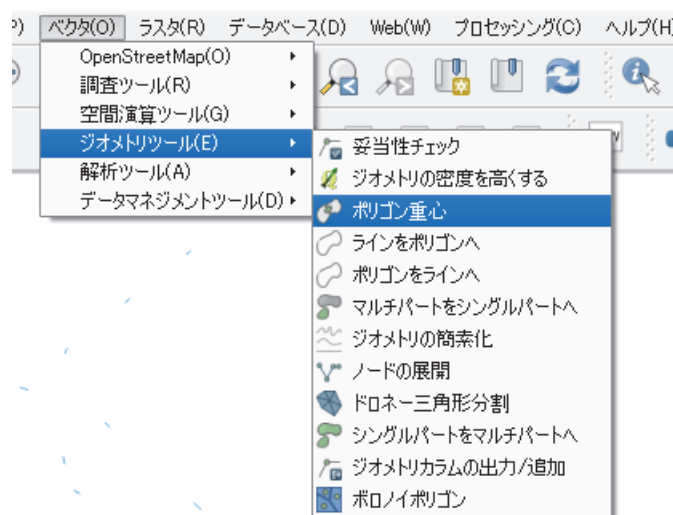 P) ベクタ(O) ラスタ(R) データベース(D) Web(W) プロセッシング(C) ヘルプ(H
OpenStreetMap(O)
調査ツール(R)
空間演算ツール(G)
ジオメトリツール(E)
解析ツール(A)
データマネジメントツール(D)
妥当性チェック
ジオメトリの密度を高くする
ポリゴン重心
ラインをポリゴンへ
ポリゴンをラインへ
マルチパートをシングルパートへ
ジオメトリの簡素化
ノードの展開
ドロネー三角形分割
シングルパートをマルチパートへ
ジオメトリカラムの出力/追加
ボロノイポリゴン